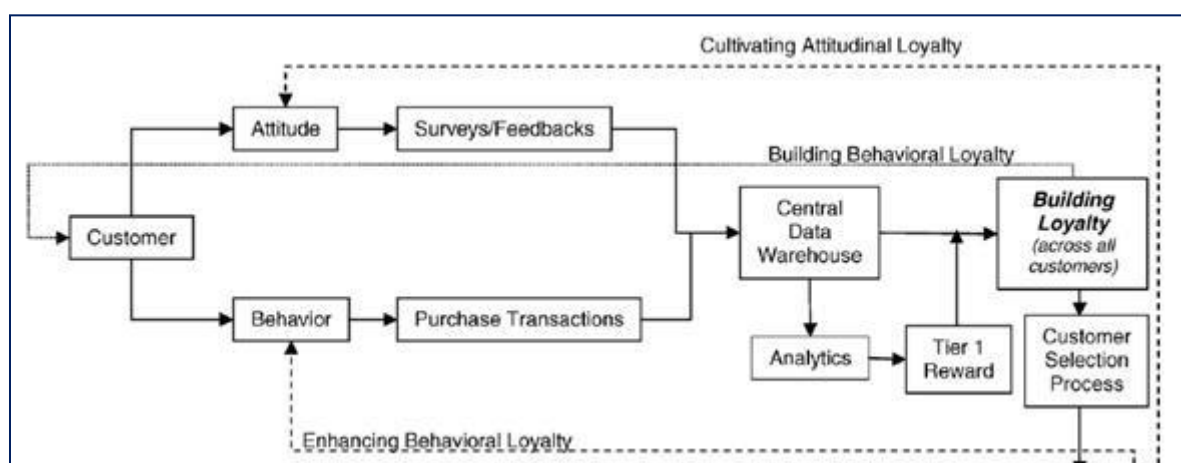 Cultivating Attitudinal Loyalty
Attitude
Surveys/Feedbacks
Building Behavioral Loyalty
Customer
Central
Data
Warehouse
Building
Loyalty
(across all
customers)
Behavior
Purchase Transactions
Analytics
Tier 1
Reward
Customer
Selection
Process
Enhancing Behavioral Loyalty